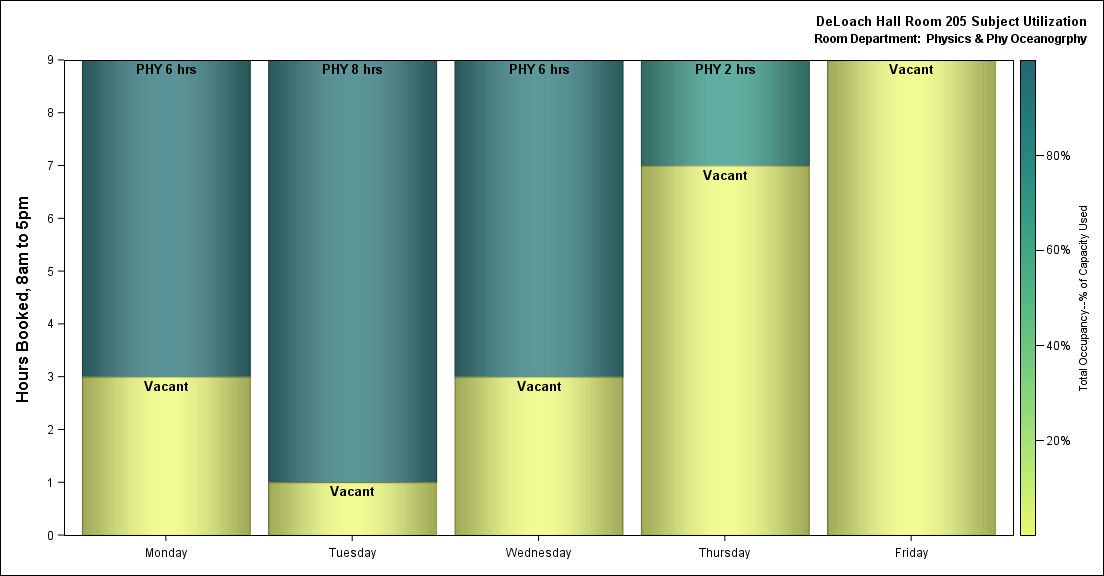 DeLoach Hall Room 205 Subject Utilization
Room Department:  Physics & Phy Oceanogrphy
Hours Booked, 8am to 5pm
9
8
7
6
5
4
3
2
1
0
PHY 6 hrs
Vacant
PHY 8 hrs
Vacant
PHY 6 hrs
Vacant
PHY 2 hrs
Vacant
Vacant
Monday
Tuesday
Wednesday
Thursday
Friday
80%
60%
40%
20%
Total Occupancy--% of Capacity Used